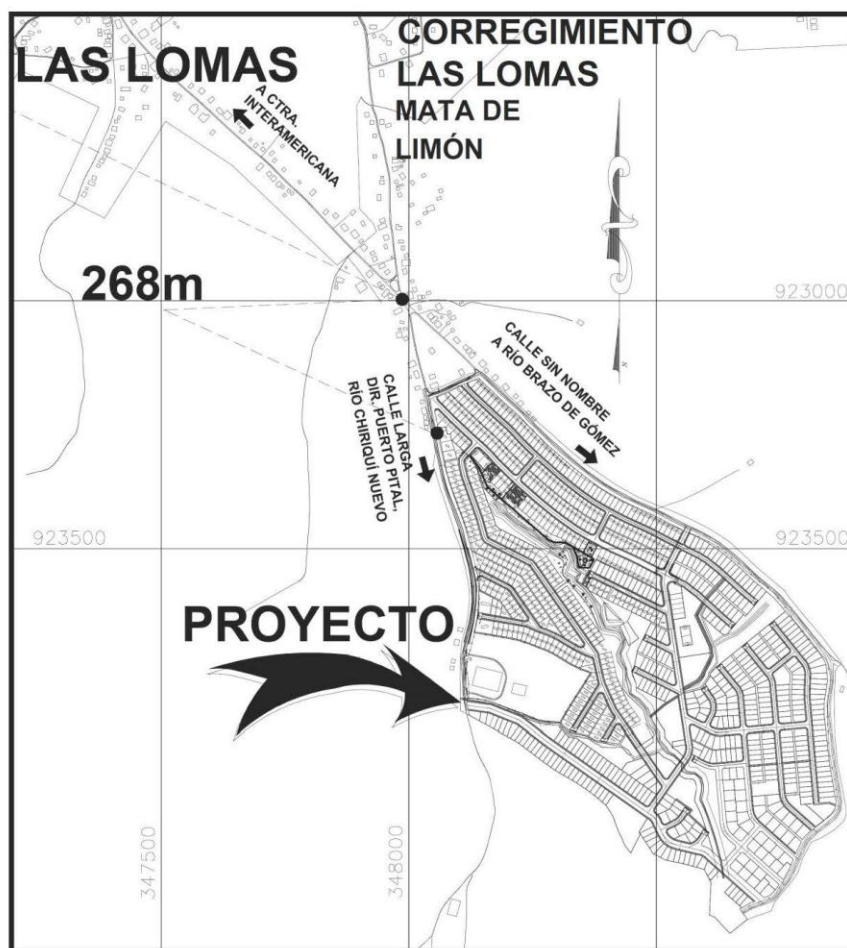 CORREGIMIENTO
LAS LOMAS
MATA DE
LIMÓN
LAS LOMAS
A CTRA.
INTERAMERICANA
268m
923000
CALLE SIN NOMBRE
A RÍO BRAZO DE GÓMEZ
CALLE LARGA
DIR. PUERTO PITAL,
RÍO CHIRIQUÍ NUEVO
923500
923500
PROYECTO
347500
348000